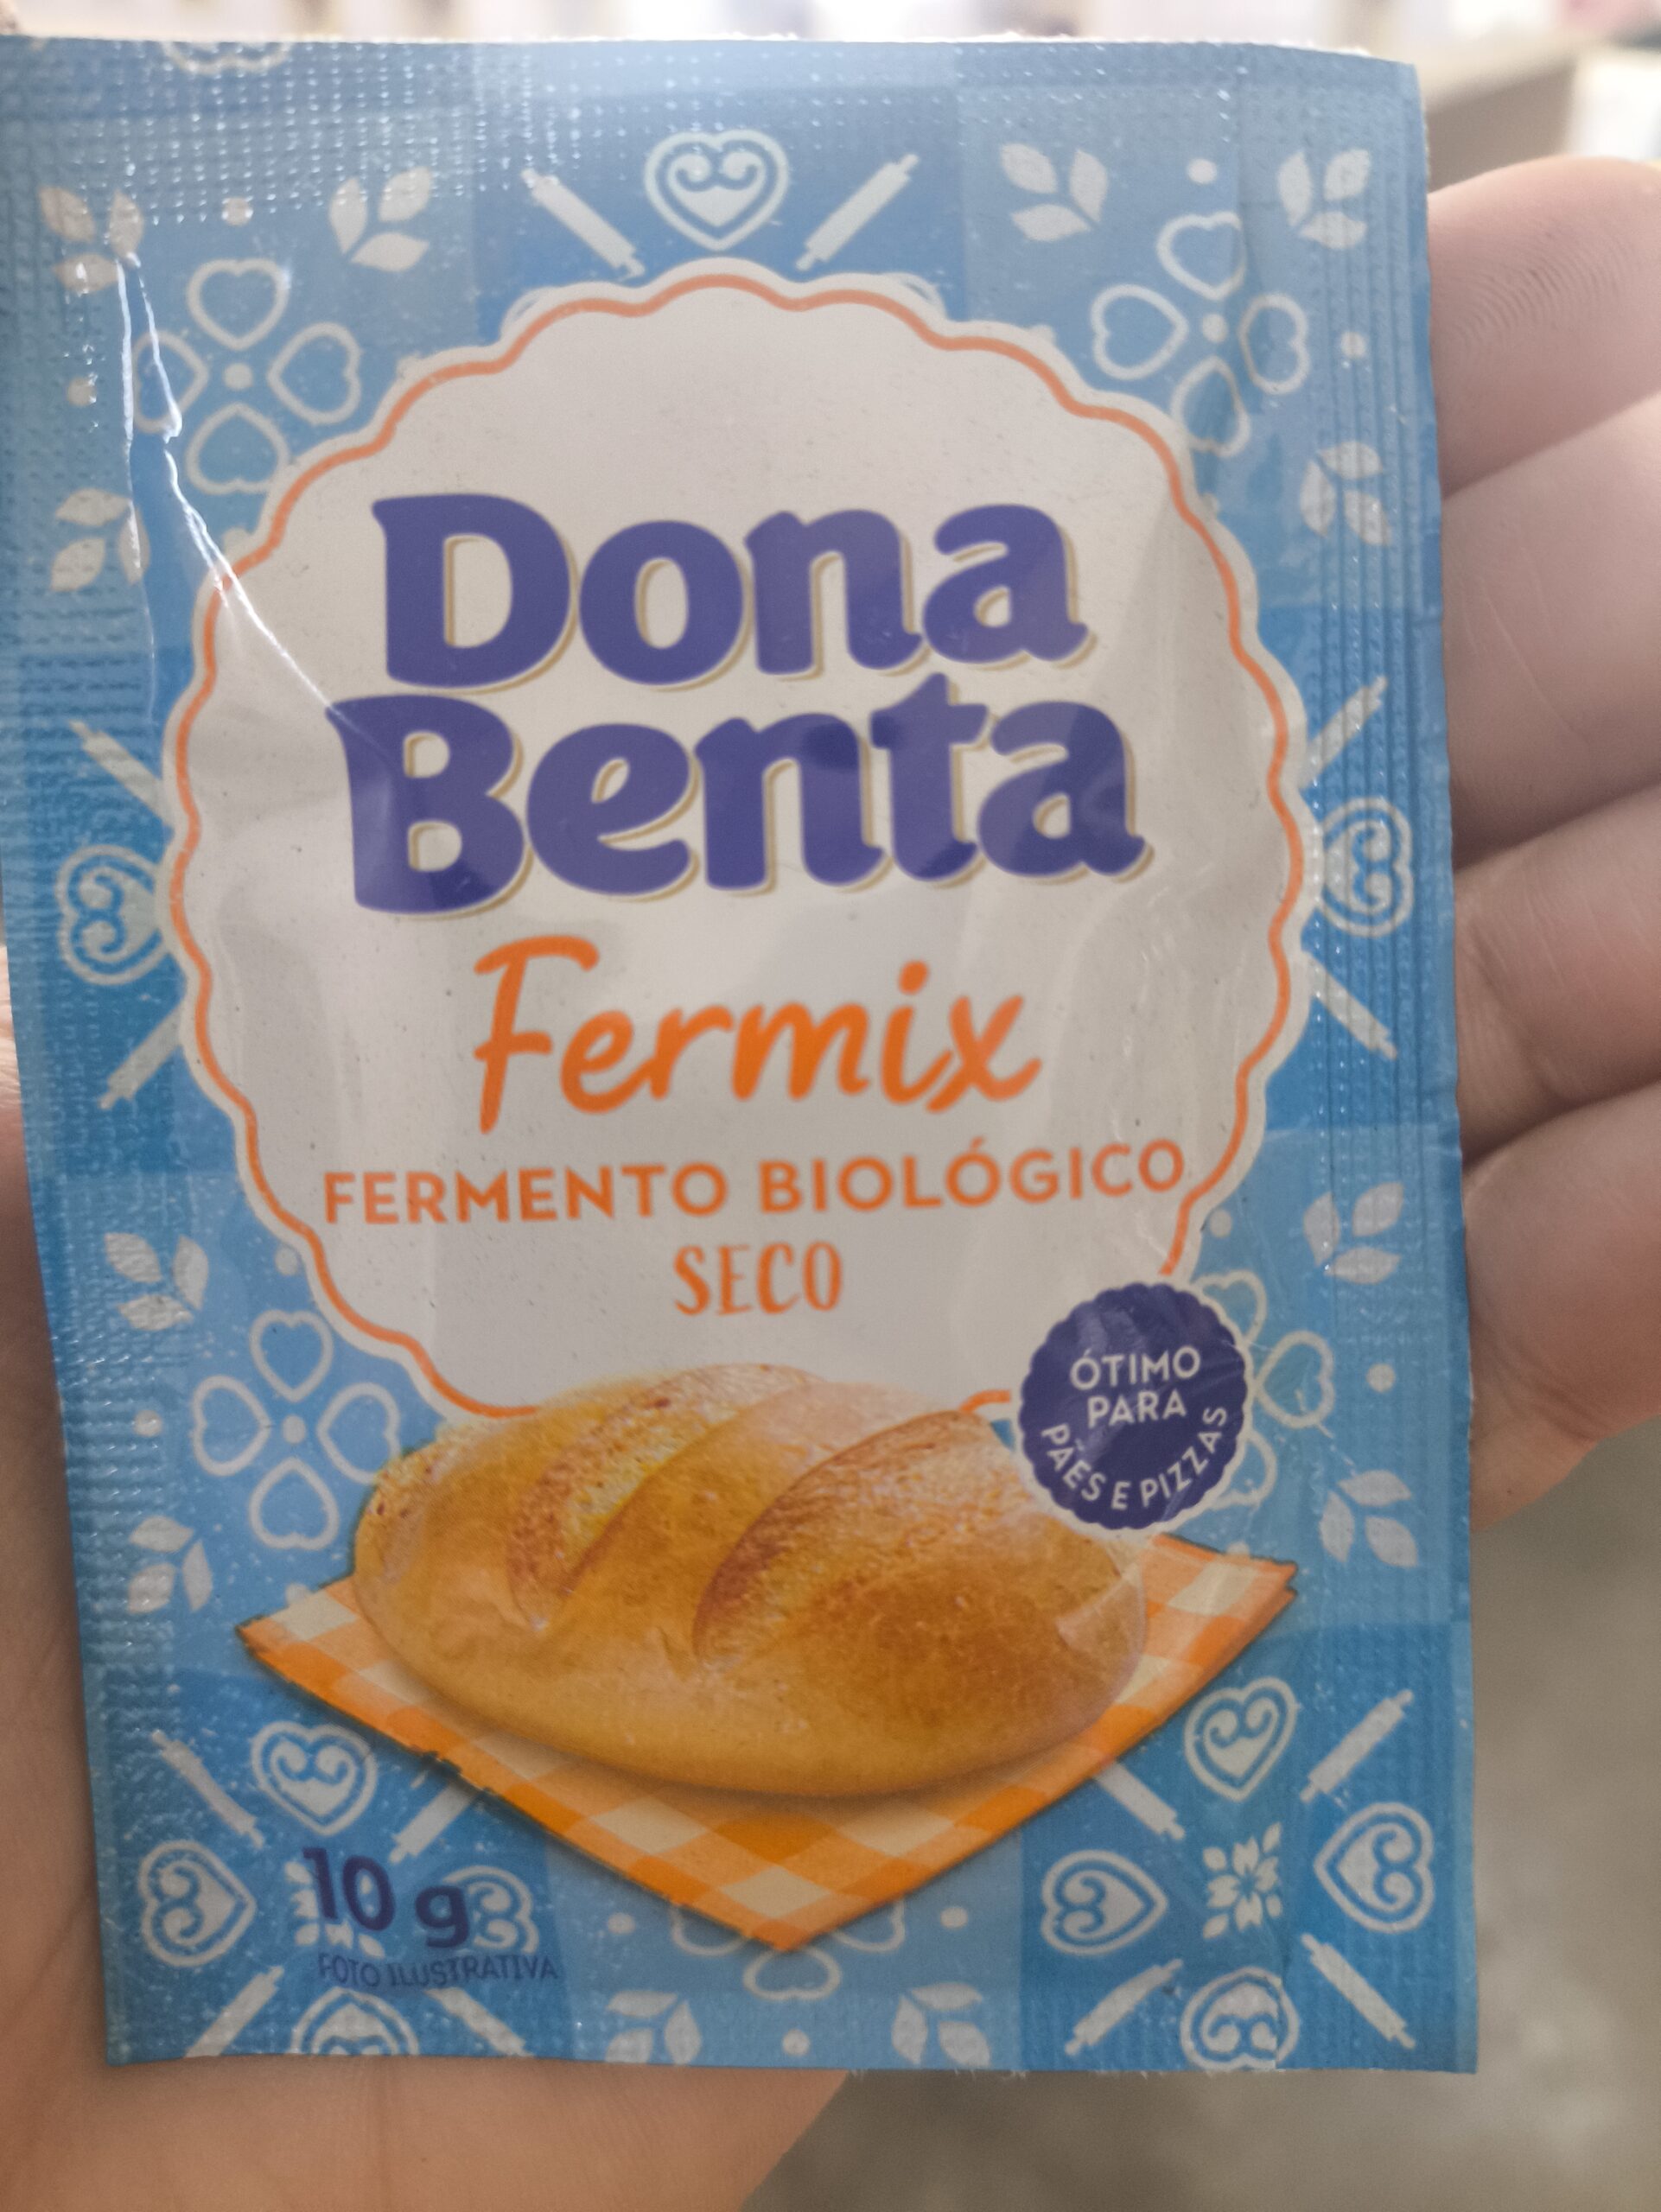 Dona
Benta
Fermix
FERMENTO BIOLÓGICO
SECO
ÓTIMO
PARA
PÃES E PIZZAS
10 g
FOTO ILUSTRATIVA